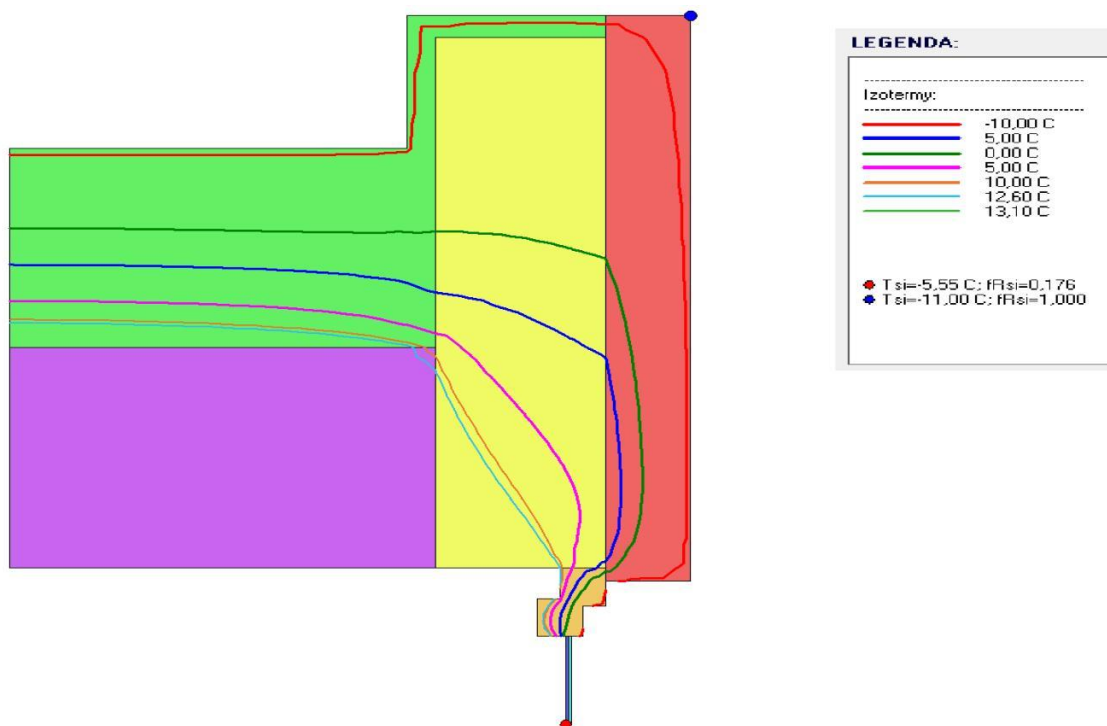 LEGENDA:
Izotermy:
-10,00 C
5,00 C
0,00 C
5,00 C
10,00 C
12,60 C
13,10 C
Tsi=-5,55 C; fRsi=0,176
Tsi=-11,00 C; fRsi=1,000